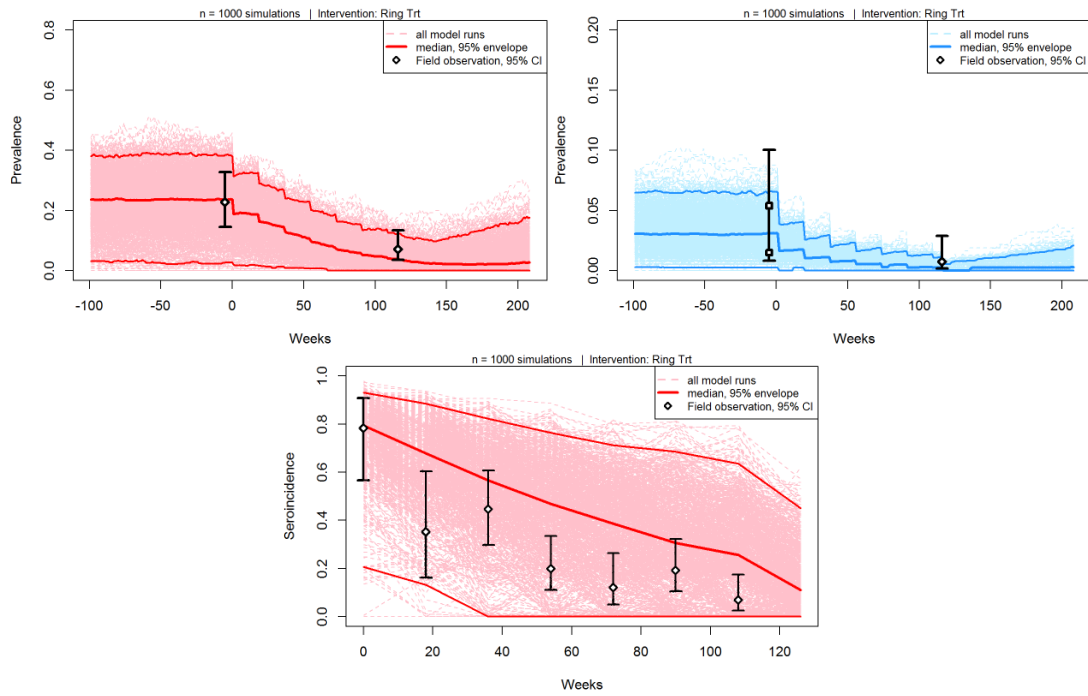 n = 1000 simulations | Intervention: Ring Trt
all model runs
median, 95% envelope
Field observation, 95% CI
Prevalence
0.8
0.6
0.4
0.2
0.0
-100 -50 0 50 100 150 200
Weeks
n = 1000 simulations | Intervention: Ring Trt
all model runs
median, 95% envelope
Field observation, 95% CI
Prevalence
0.20
0.15
0.10
0.05
0.00
-100 -50 0 50 100 150 200
Weeks
n = 1000 simulations | Intervention: Ring Trt
all model runs
median, 95% envelope
Field observation, 95% CI
Seroincidence
1.0
0.8
0.6
0.4
0.2
0.0
0 20 40 60 80 100 120
Weeks